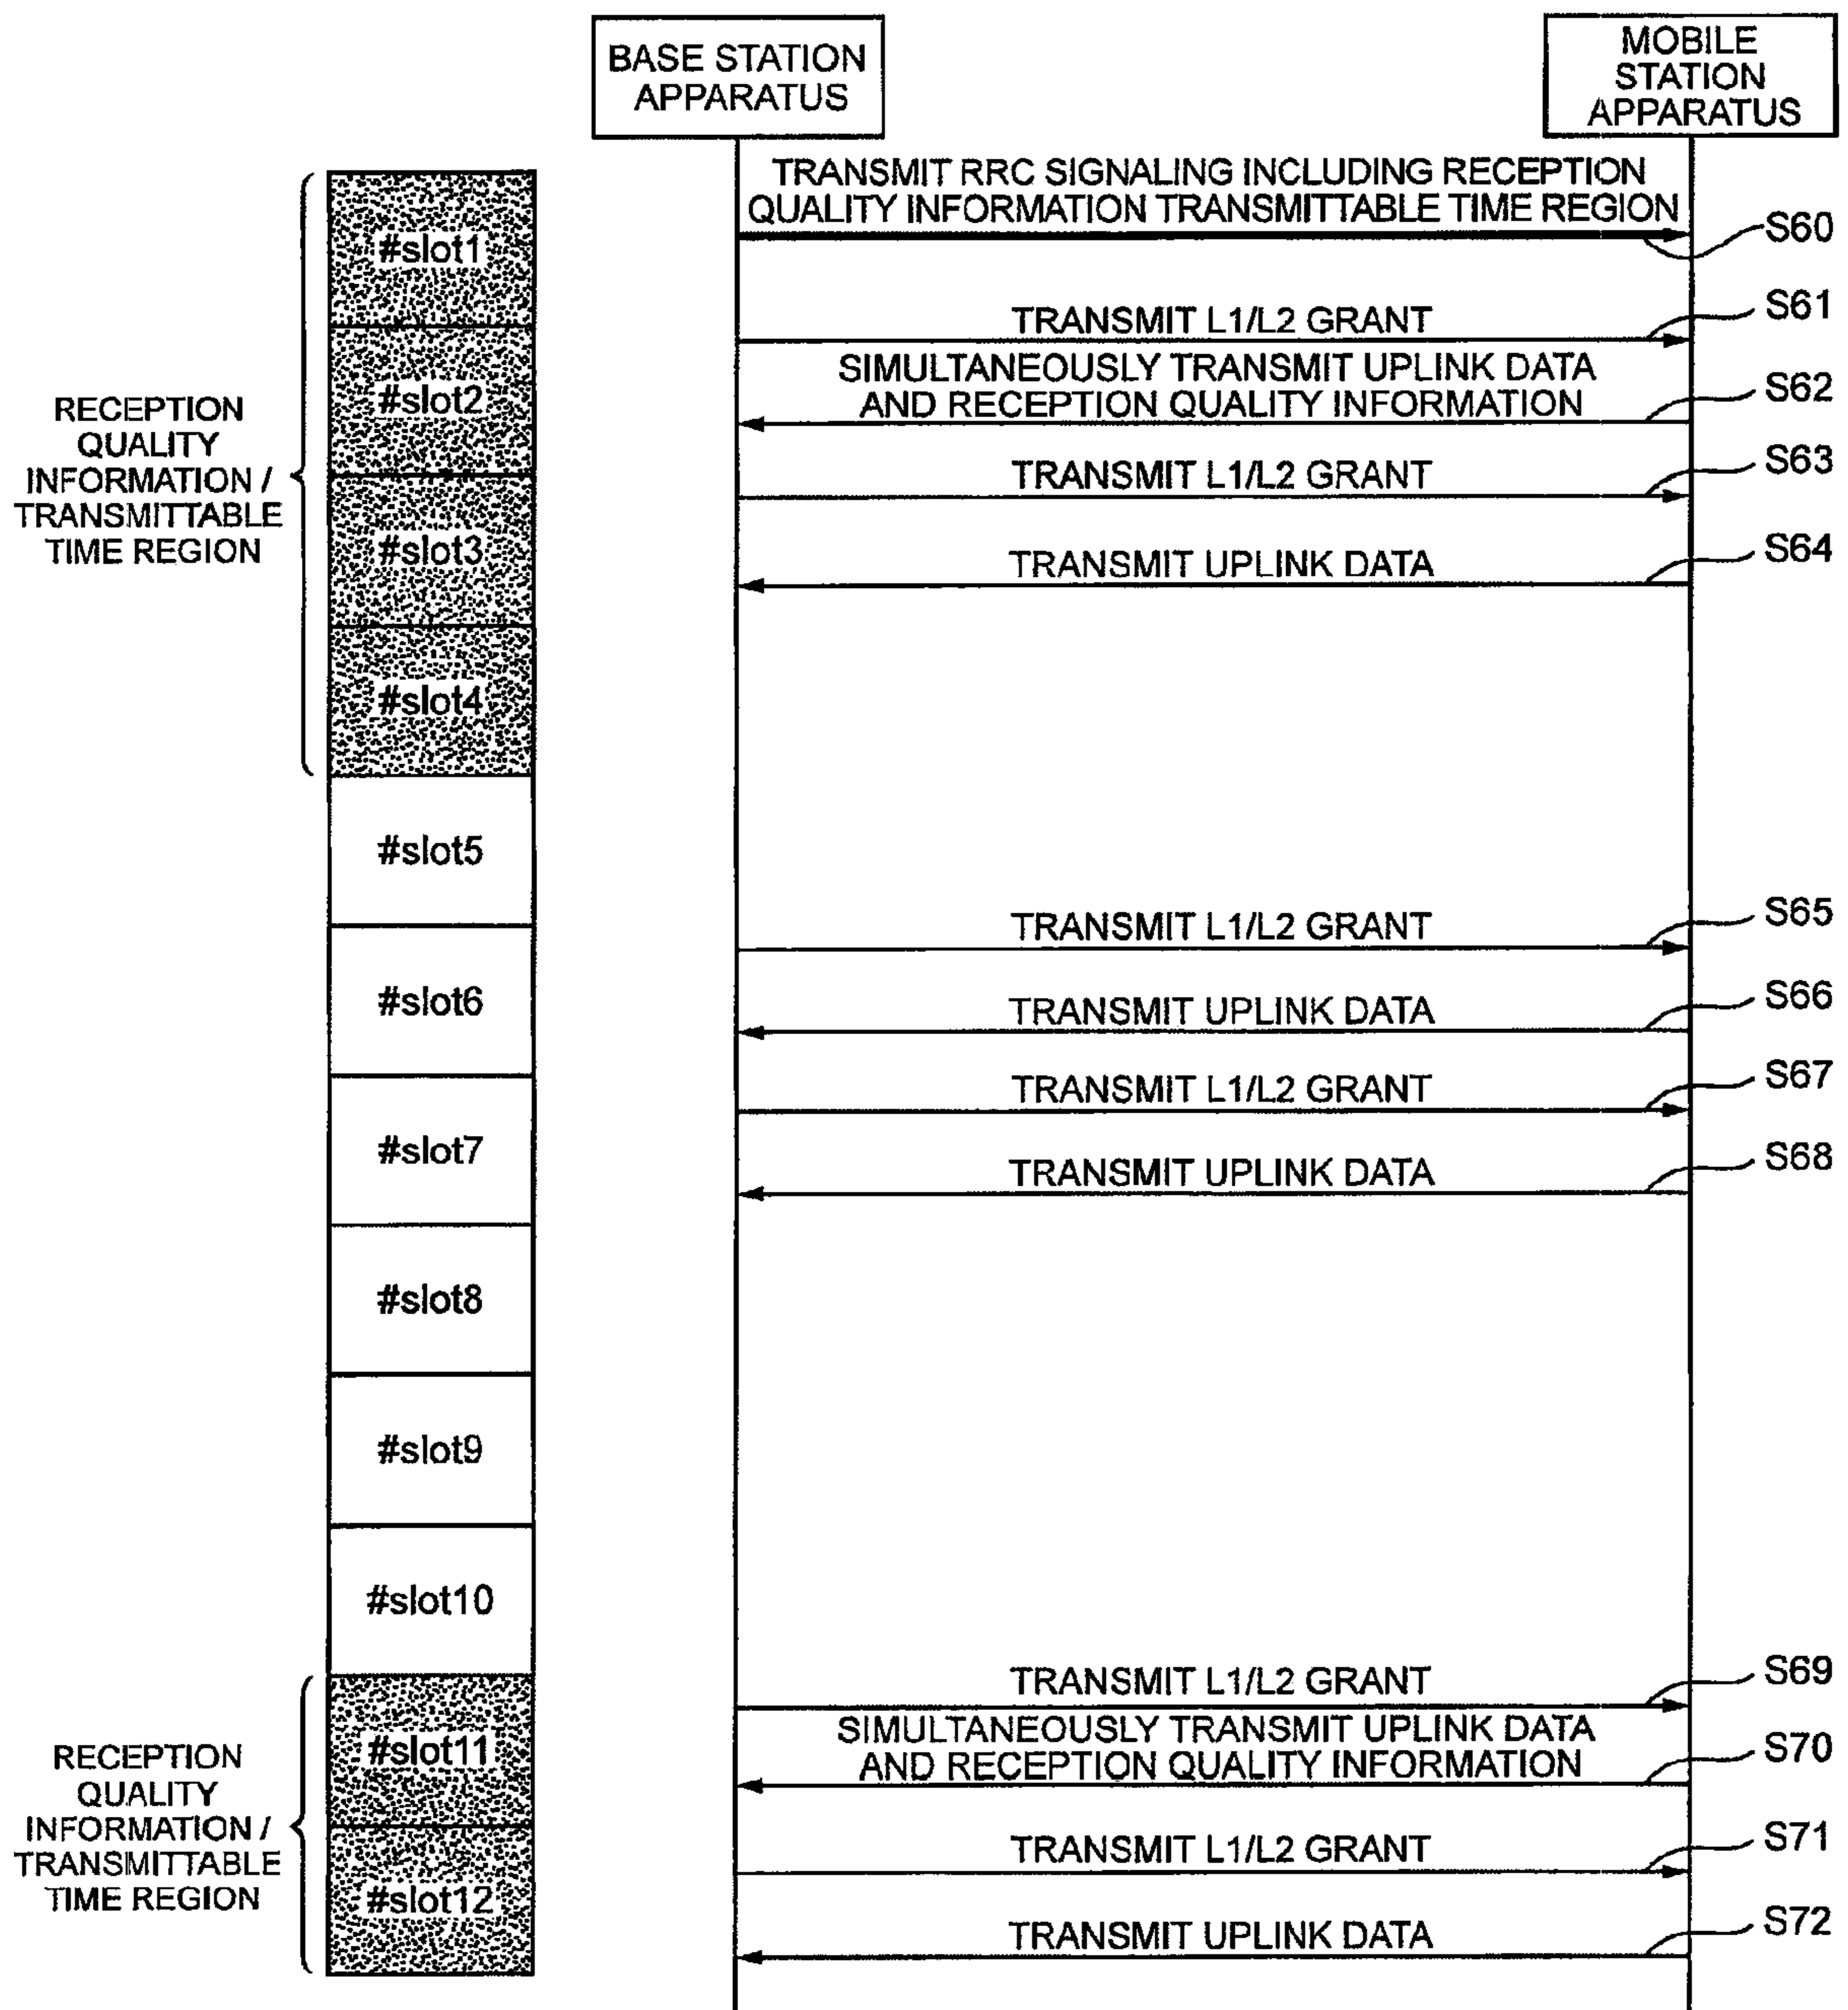 BASE STATION
APPARATUS
MOBILE
STATION
APPARATUS
TRANSMIT RRC SIGNALING INCLUDING RECEPTION
QUALITY INFORMATION TRANSMITTABLE TIME REGION
S60
#slot1
TRANSMIT L1/L2 GRANT
S61
#slot2
SIMULTANEOUSLY TRANSMIT UPLINK DATA
AND RECEPTION QUALITY INFORMATION
S62
RECEPTION
QUALITY
INFORMATION /
TRANSMITTABLE
TIME REGION
TRANSMIT L1/L2 GRANT
S63
#slot3
TRANSMIT UPLINK DATA
S64
#slot4
#slot5
TRANSMIT L1/L2 GRANT
S65
#slot6
TRANSMIT UPLINK DATA
S66
TRANSMIT L1/L2 GRANT
S67
#slot7
TRANSMIT UPLINK DATA
S68
#slot8
#slot9
#slot10
TRANSMIT L1/L2 GRANT
S69
#slot11
SIMULTANEOUSLY TRANSMIT UPLINK DATA
AND RECEPTION QUALITY INFORMATION
S70
RECEPTION
QUALITY
INFORMATION /
TRANSMITTABLE
TIME REGION
TRANSMIT L1/L2 GRANT
S71
#slot12
TRANSMIT UPLINK DATA
S72